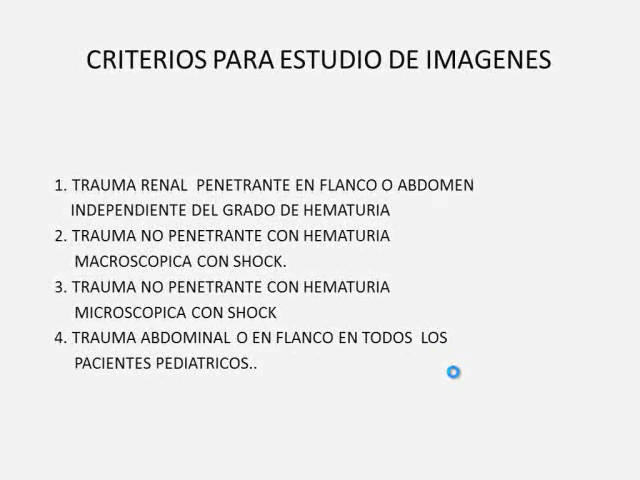 CRITERIOS PARA ESTUDIO DE IMAGENES
1. TRAUMA RENAL PENETRANTE EN FLANCO O ABDOMEN
INDEPENDIENTE DEL GRADO DE HEMATURIA
2. TRAUMA NO PENETRANTE CON HEMATURIA
MACROSCOPICA CON SHOCK.
3. TRAUMA NO PENETRANTE CON HEMATURIA
MICROSCOPICA CON SHOCK
4. TRAUMA ABDOMINAL O EN FLANCO EN TODOS LOS
PACIENTES PEDIATRICOS..